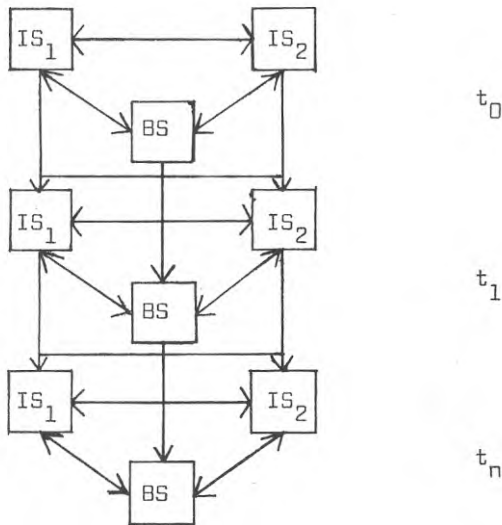 IS₁ IS₂
BS t₀
IS₁ IS₂
BS t₁
IS₁ IS₂
BS tₙ